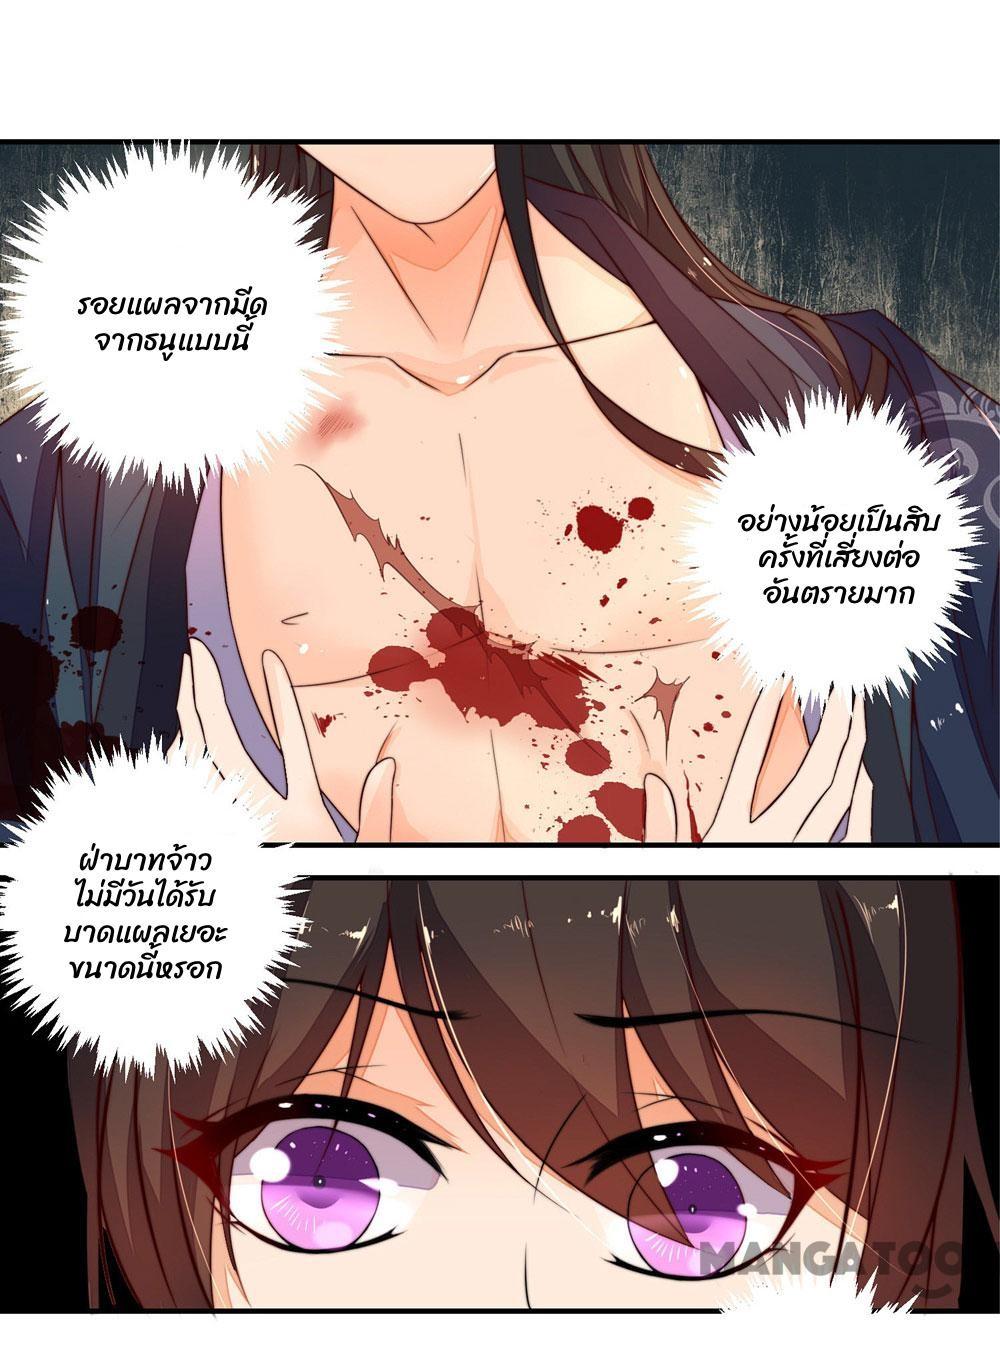 รอยแผลจากมีด
จากธนูแบบนี้
อย่างน้อยเป็นสิบ
ครั้งที่เสี่ยงต่อ
อันตรายมาก
ฝ่าบาทจ้าว
ไม่มีวันได้รับ
บาดแผลเยอะ
ขนาดนี้หรอก
MANGATOON